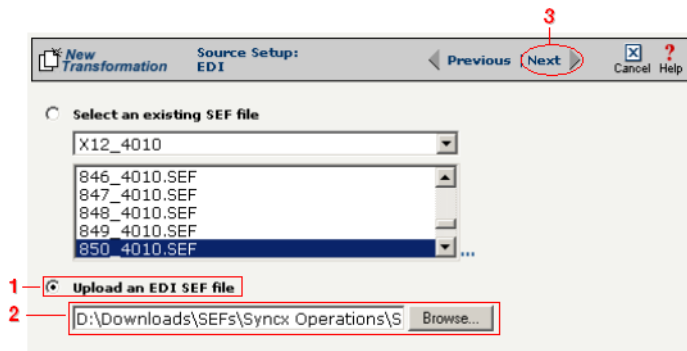 3
New Transformation
Source Setup:
EDI
Previous
Next
Cancel
Help
Select an existing SEF file
X12_4010
846_4010.SEF
847_4010.SEF
848_4010.SEF
849_4010.SEF
850_4010.SEF
...
1
Upload an EDI SEF file
2
D:\Downloads\SEFs\Syncx Operations\S
Browse...